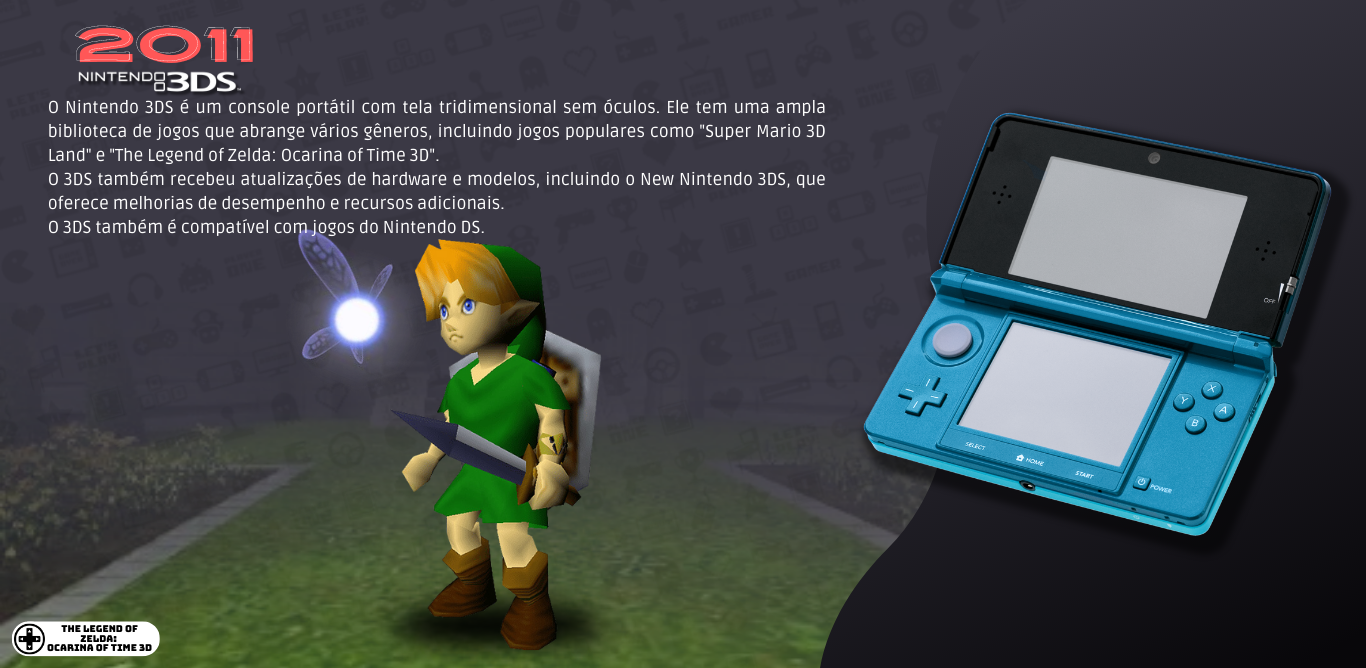 2011
NINTENDO 3DS™
O Nintendo 3DS é um console portátil com tela tridimensional sem óculos. Ele tem uma ampla
biblioteca de jogos que abrange vários gêneros, incluindo jogos populares como "Super Mario 3D
Land" e "The Legend of Zelda: Ocarina of Time 3D".
O 3DS também recebeu atualizações de hardware e modelos, incluindo o New Nintendo 3DS, que
oferece melhorias de desempenho e recursos adicionais.
O 3DS também é compatível com jogos do Nintendo DS.
OFF
X
Y
A
B
SELECT
HOME
START
POWER
THE LEGEND OF
ZELDA:
OCARINA OF TIME 3D